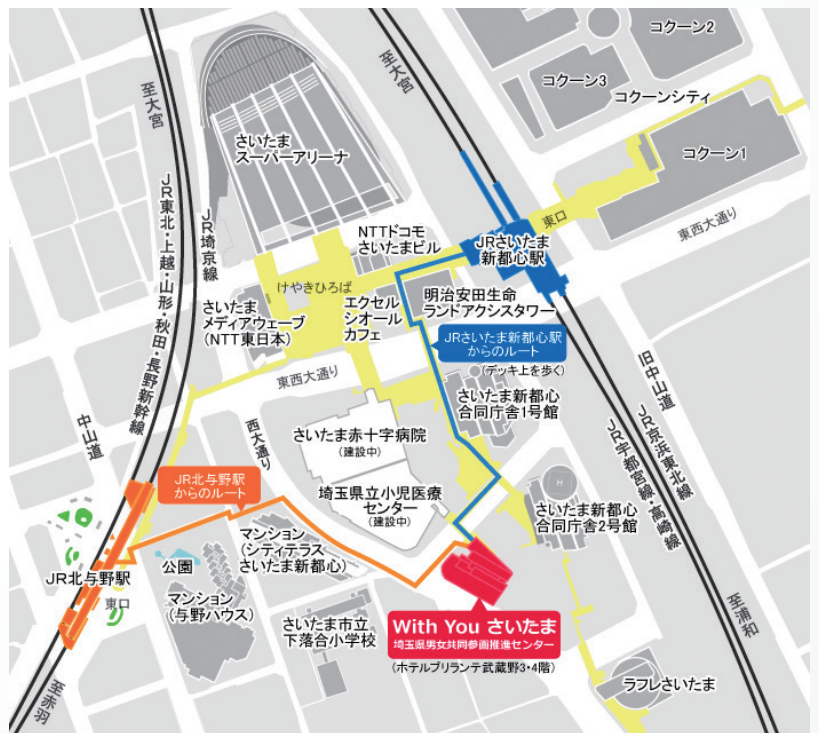 コクーン2
至大宮
至大宮
コクーン3
コクーンシティ
さいたま
スーパーアリーナ
コクーン1
JR東北・上越・山形・秋田・長野新幹線
JR埼京線
東口
NTTドコモ
さいたまビル
JRさいたま
新都心駅
東西大通り
けやきひろば
さいたま
メディアウェーブ
(NTT東日本)
エクセル
シオール
カフェ
明治安田生命
ランドアクシスタワー
JRさいたま新都心駅
からのルート
(デッキ上を歩く)
旧中山道
東西大通り
さいたま新都心
合同庁舎1号館
中山道
西大通り
さいたま赤十字病院
(建設中)
JR京浜東北線
JR宇都宮線・高崎線
JR北与野駅
からのルート
埼玉県立小児医療
センター
(建設中)
H
さいたま新都心
合同庁舎2号館
マンション
(シティテラス
さいたま新都心)
公園
JR北与野駅
東口
マンション
(与野ハウス)
さいたま市立
下落合小学校
With You さいたま
埼玉県男女共同参画推進センター
(ホテルブリランテ武蔵野3・4階)
至浦和
至赤羽
ラフレさいたま